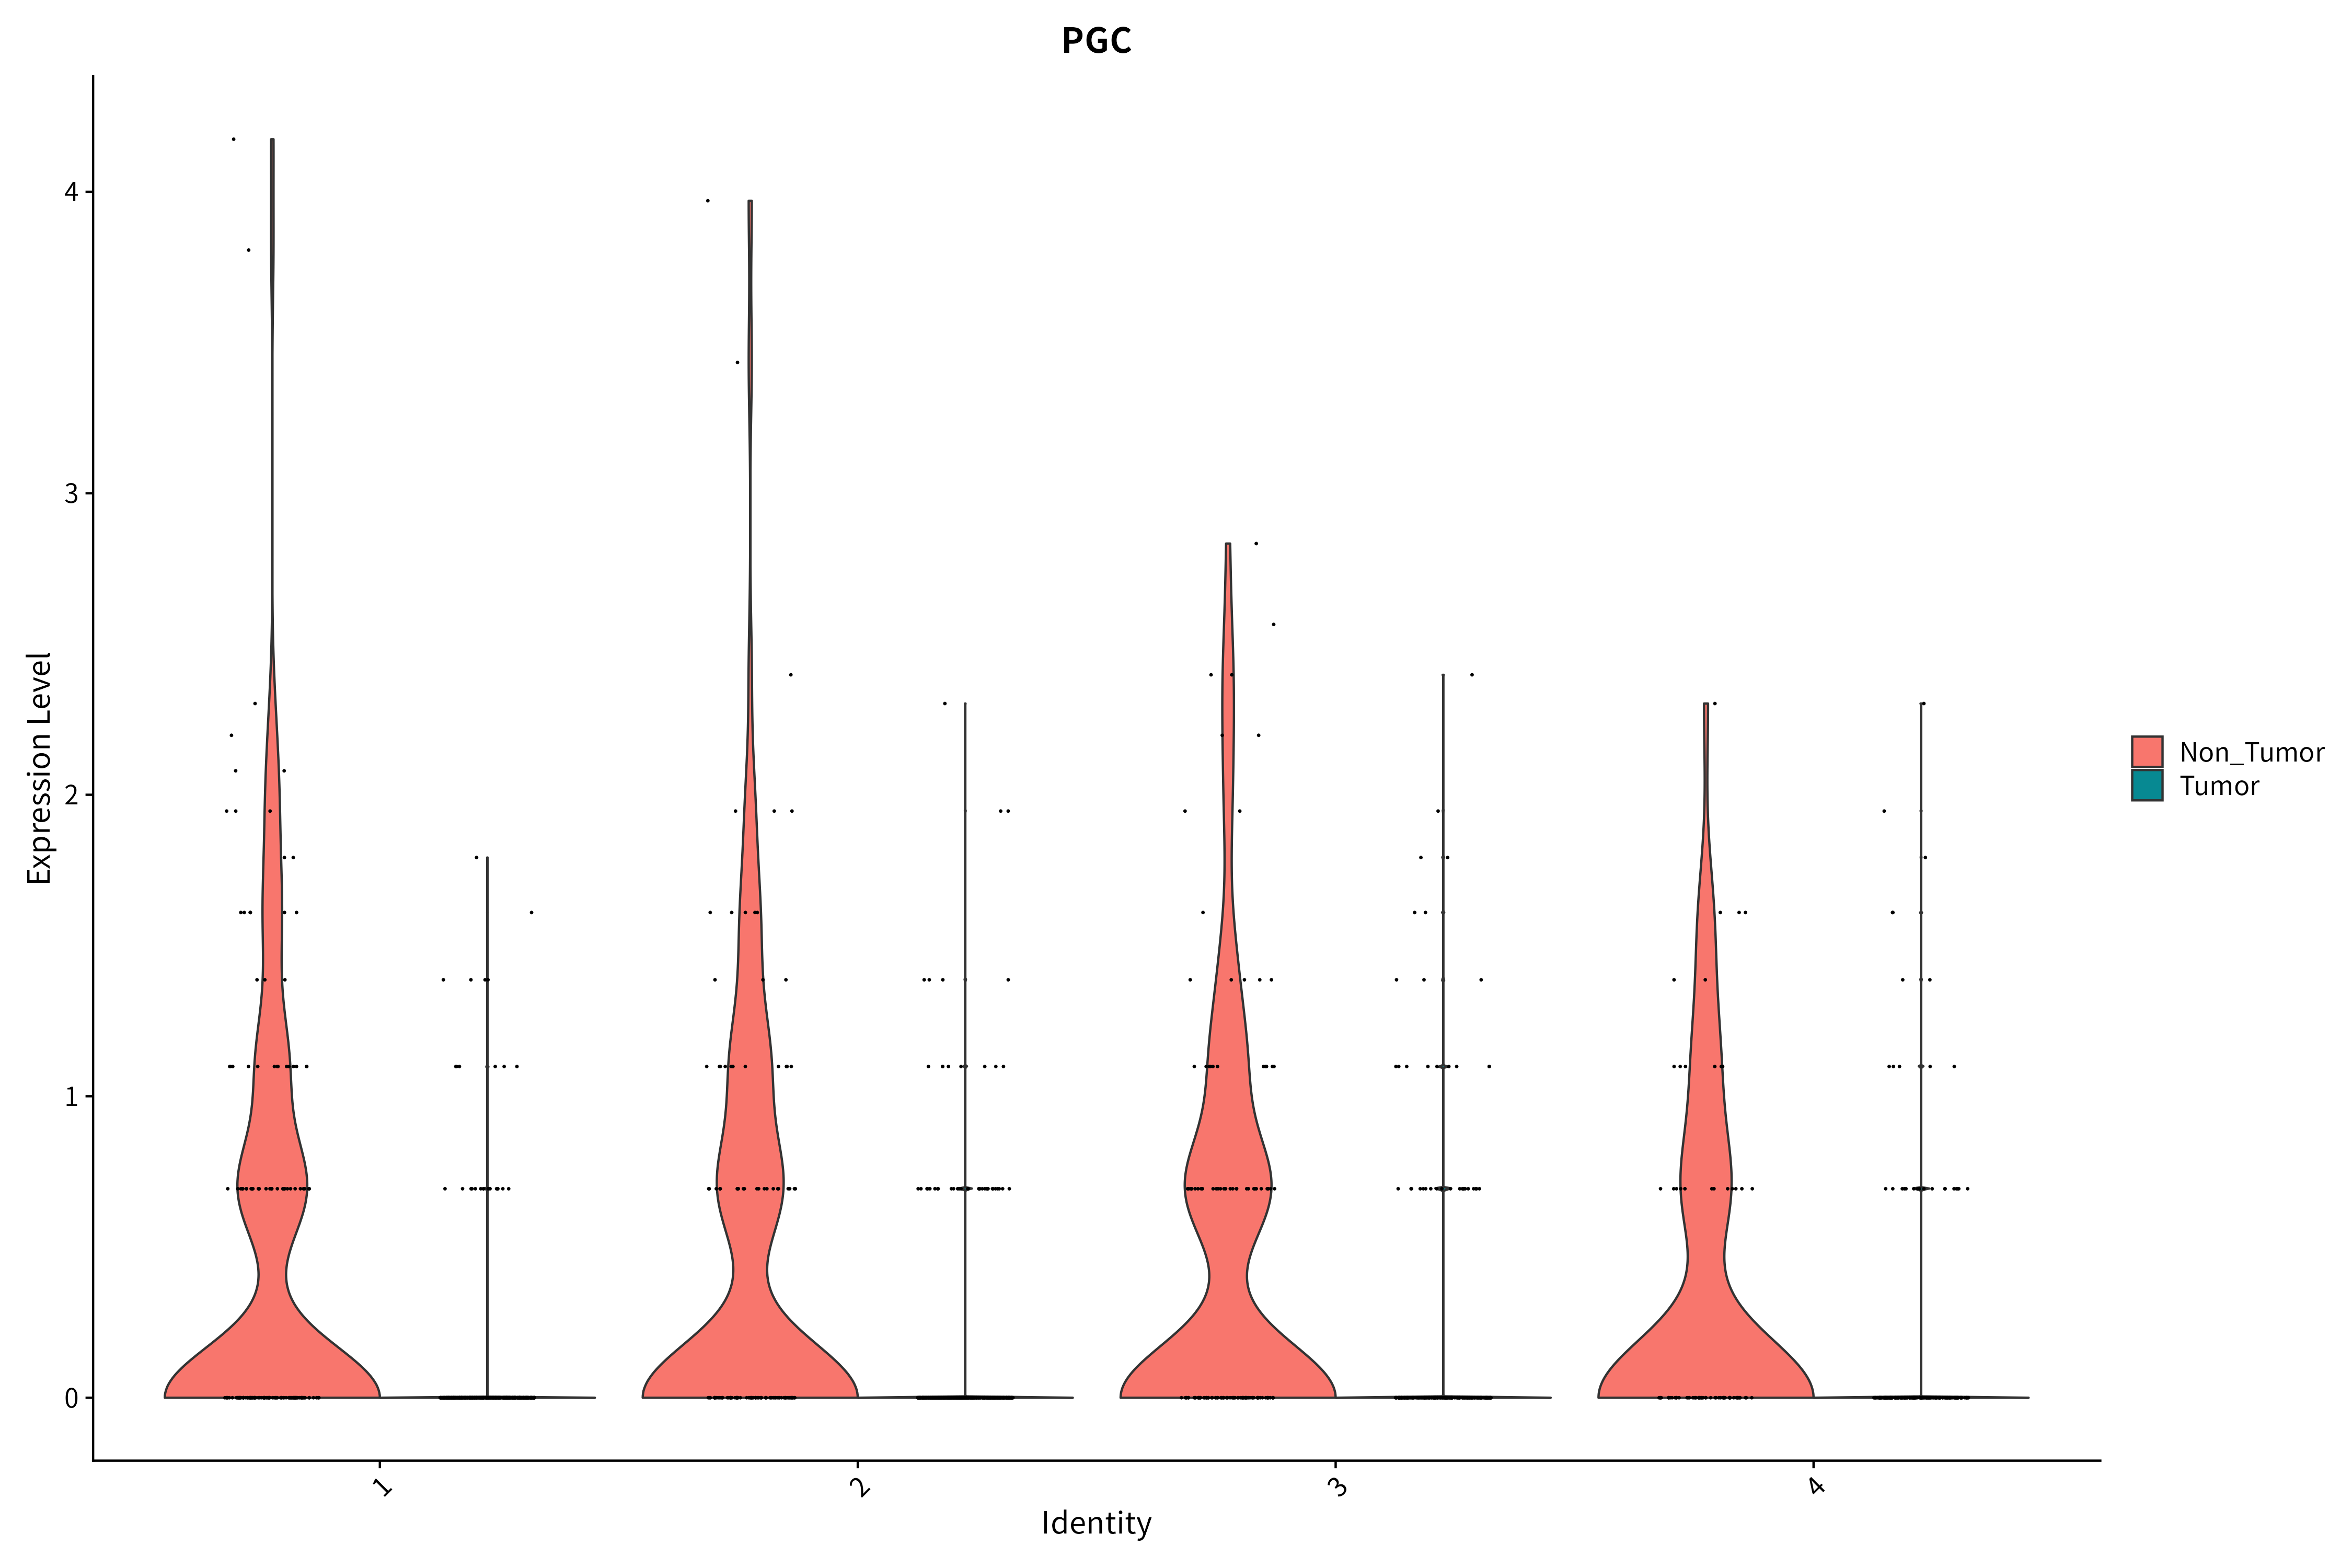 PGC
Expression Level
4
3
2
1
0
1
2
3
4
Identity
Non_Tumor
Tumor